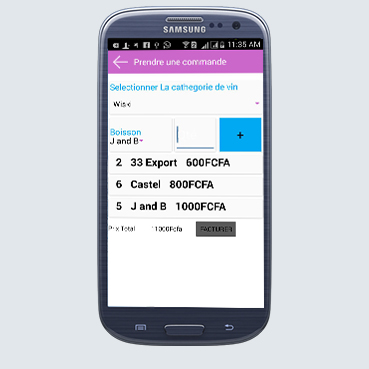 SAMSUNG
11:35 AM
Prendre une commande
Selectionner La cathegorie de vin
Wisk
Boisson
J and B
+
2 33 Export 600FCFA
6 Castel 800FCFA
5 J and B 1000FCFA
Prix Total 11000Fcfa FACTURER